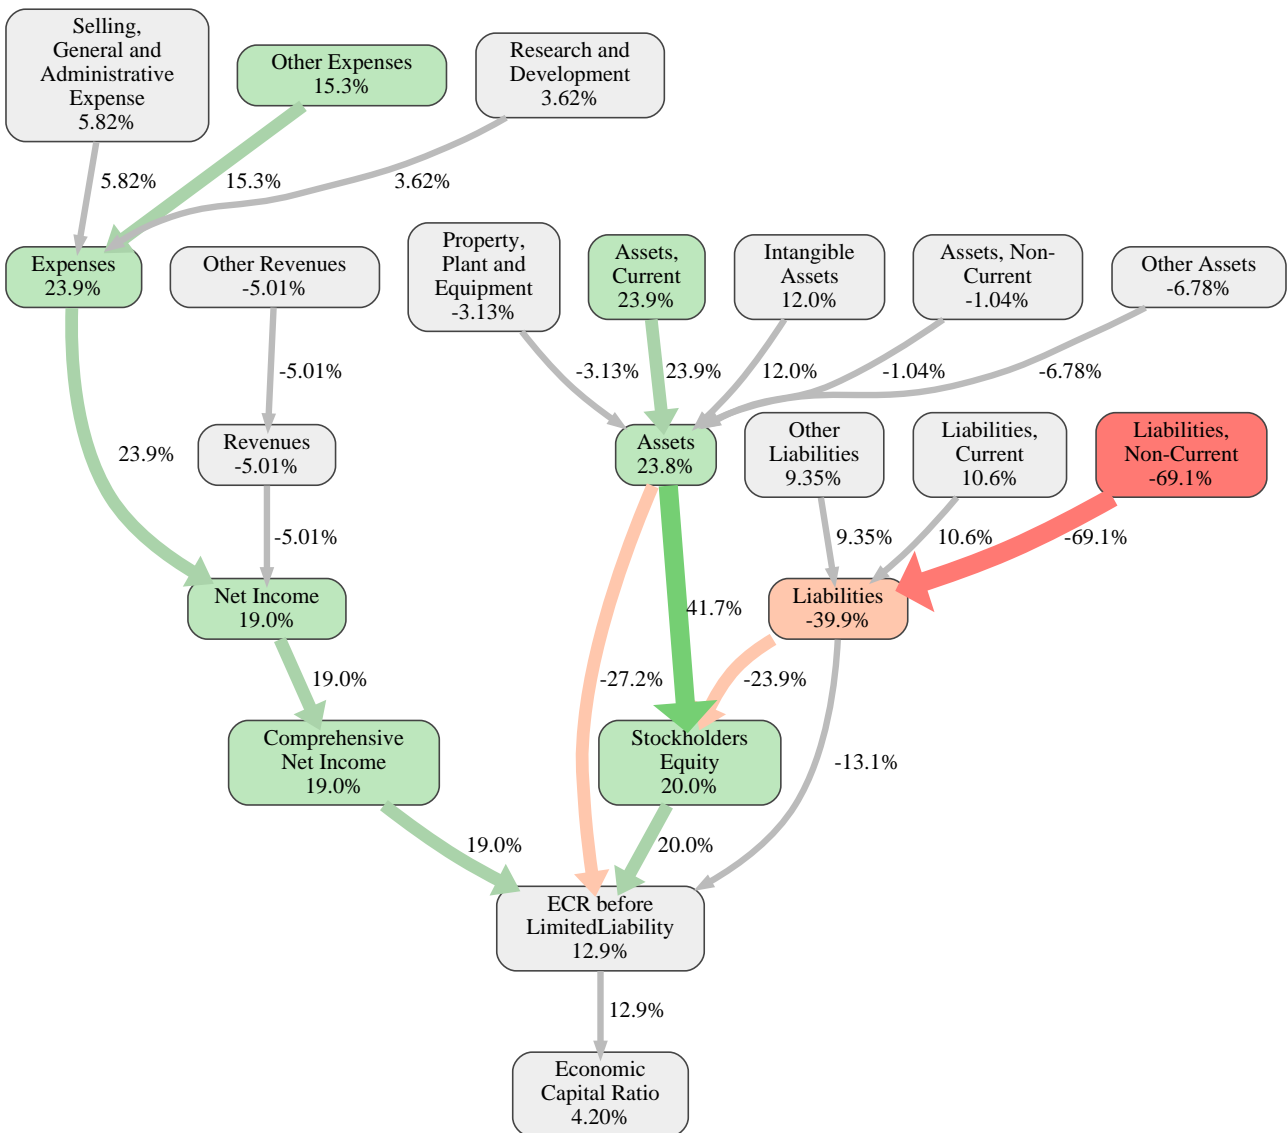 Selling,
General and
Administrative
Expense
5.82%
Other Expenses
15.3%
Research and
Development
3.62%
5.82%
15.3%
3.62%
Expenses
23.9%
Other Revenues
-5.01%
Property,
Plant and
Equipment
-3.13%
Assets,
Current
23.9%
Intangible
Assets
12.0%
Assets, Non-
Current
-1.04%
Other Assets
-6.78%
-5.01%
-3.13%
23.9%
12.0%
-1.04%
-6.78%
23.9%
Revenues
-5.01%
Assets
23.8%
Other
Liabilities
9.35%
Liabilities,
Current
10.6%
Liabilities,
Non-Current
-69.1%
-5.01%
9.35%
10.6%
-69.1%
Net Income
19.0%
41.7%
Liabilities
-39.9%
19.0%
-27.2%
-23.9%
Comprehensive
Net Income
19.0%
Stockholders
Equity
20.0%
-13.1%
19.0%
20.0%
ECR before
LimitedLiability
12.9%
12.9%
Economic
Capital Ratio
4.20%